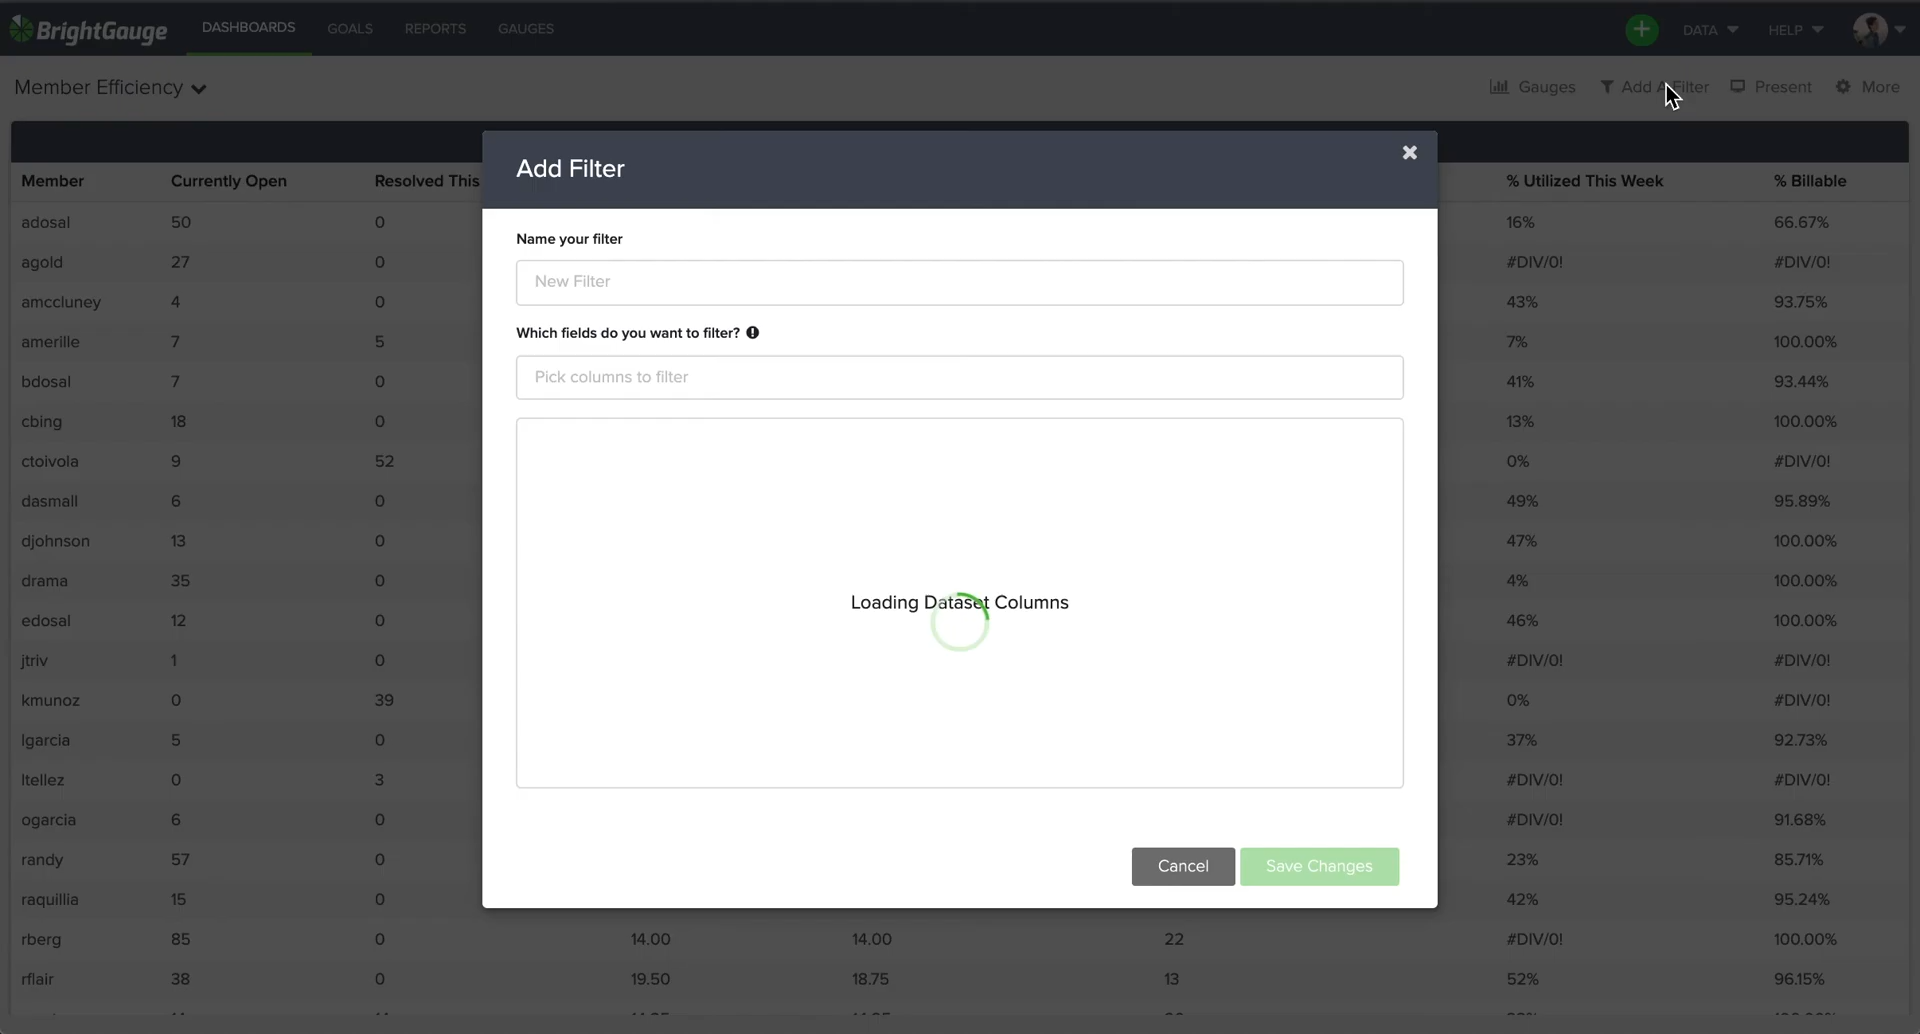 BrightGauge DASHBOARDS GOALS REPORTS GAUGES DATA HELP
Member Efficiency Gauges Add A Filter Present More
Add Filter
Member Currently Open Resolved This % Utilized This Week % Billable
adosal 50 0 16% 66.67%
Name your filter
agold 27 0 #DIV/0! #DIV/0!
New Filter
amccluney 4 0 43% 93.75%
Which fields do you want to filter?
amerille 7 5 7% 100.00%
Pick columns to filter
bdosal 7 0 41% 93.44%
cbing 18 0 13% 100.00%
ctoivola 9 52 0% #DIV/0!
dasmall 6 0 49% 95.89%
djohnson 13 0 47% 100.00%
drama 35 0 4% 100.00%
Loading Dataset Columns
edosal 12 0 46% 100.00%
jtriv 1 0 #DIV/0! #DIV/0!
kmunoz 0 39 0% #DIV/0!
lgarcia 5 0 37% 92.73%
ltellez 0 3 #DIV/0! #DIV/0!
ogarcia 6 0 #DIV/0! 91.68%
randy 57 0 23% 85.71%
Cancel Save Changes
raquillia 15 0 42% 95.24%
rberg 85 0 14.00 14.00 22 #DIV/0! 100.00%
rflair 38 0 19.50 18.75 13 52% 96.15%